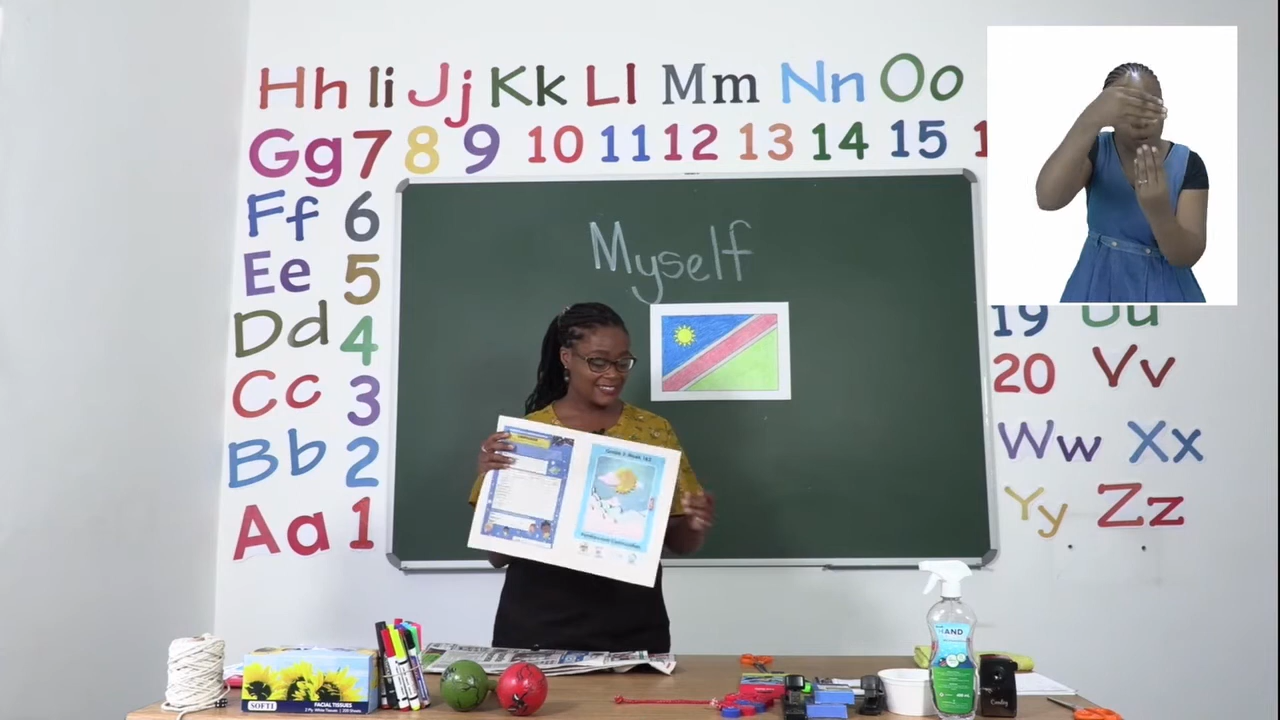 Hh Ii Jj Kk Ll Mm Nn Oo
Gg 7 8 9 10 11 12 13 14 15
Ff 6
Ee 5
Dd 4
Cc 3
Bb 2
Aa 1
Myself
19 Uu
20 Vv
Ww Xx
Yy Zz
SOFTI
FACIAL TISSUES
HAND